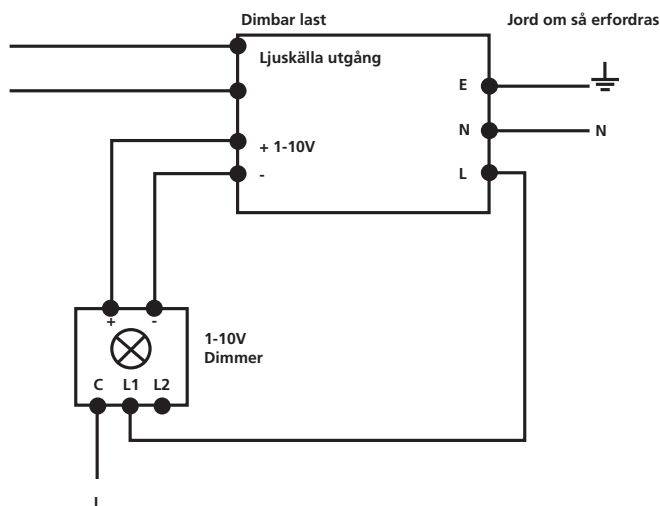 Dimbar last
Jord om så erfordras
Ljuskälla utgång
E
N
N
+ 1-10V
-
L
+
-
1-10V
Dimmer
C L1 L2